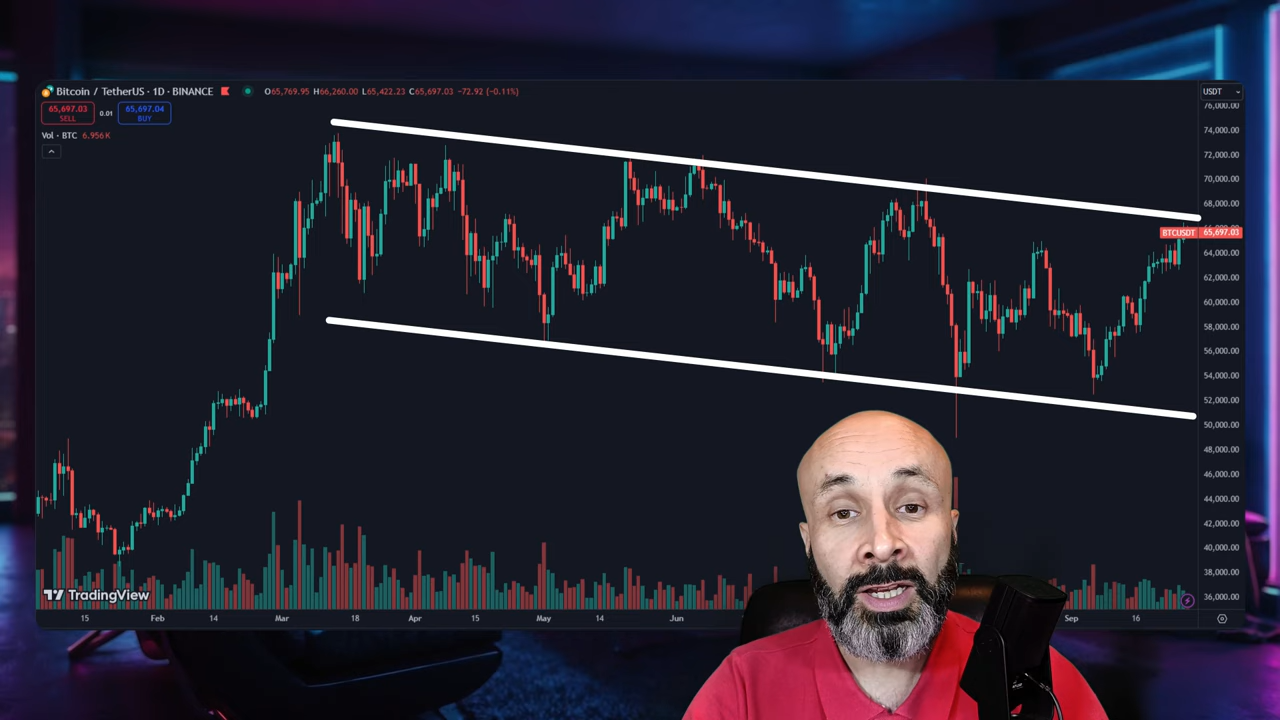 Bitcoin / TetherUS · 1D · BINANCE O65,769.95 H66,260.00 L65,422.23 C65,697.03 −72.92 (−0.11%)
USDT
65,697.03 SELL
0.01
65,697.04 BUY
Vol · BTC 6.956K
76,000.00
74,000.00
72,000.00
70,000.00
68,000.00
BTCUSDT 65,697.03
64,000.00
62,000.00
60,000.00
58,000.00
56,000.00
54,000.00
52,000.00
50,000.00
48,000.00
46,000.00
44,000.00
42,000.00
40,000.00
38,000.00
36,000.00
TradingView
15 Feb 14 Mar 18 Apr 15 May 14 Jun Sep 16